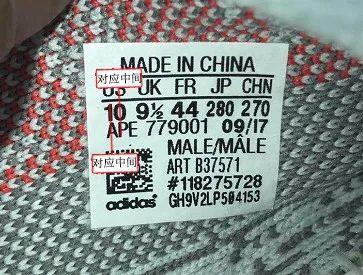 MADE IN CHINA
对应中间
US UK FR JP CHN
10 9½ 44 280 270
APE 779001 09/17
对应中间
MALE/MÂLE
ART B37571
#118275728
adidas GH9V2LP504153